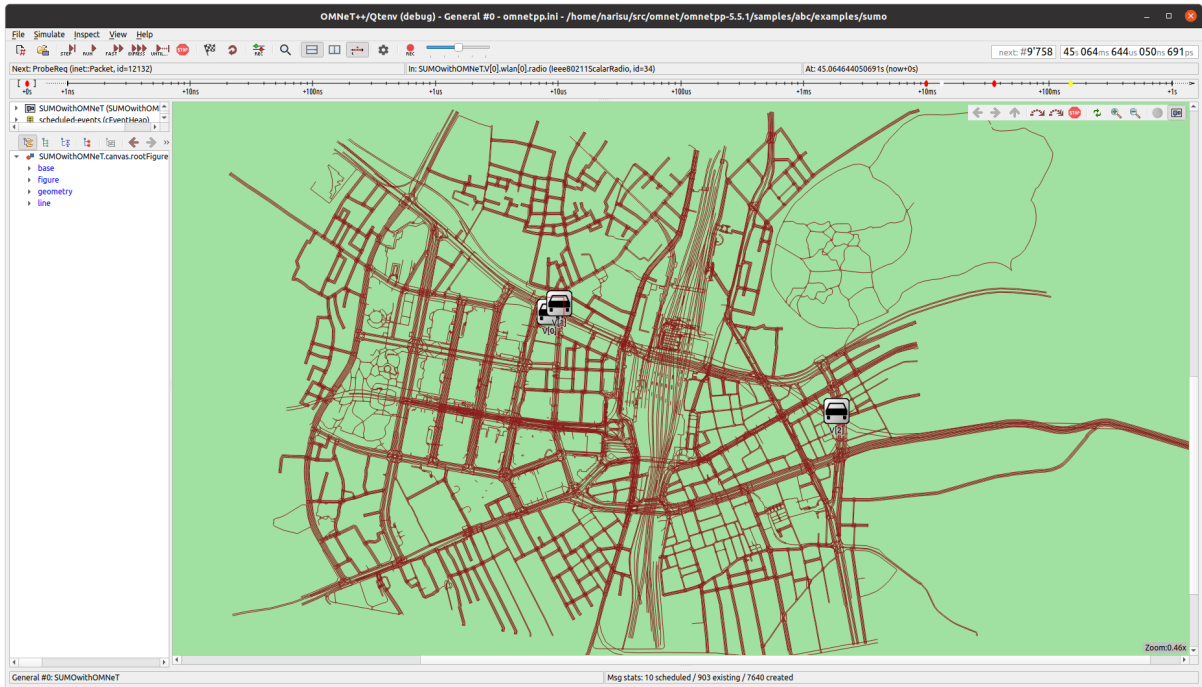 OMNeT++/Qtenv (debug) - General #0 - omnetpp.ini - /home/narisu/src/omnet/omnetpp-5.5.1/samples/abc/examples/sumo
File Simulate Inspect View Help
STEP RUN FAST EXPRESS UNTIL... STOP REC REC next: #9'758 45s 064ms 644us 050ns 691ps
Next: ProbeReq (inet::Packet, id=12132) In: SUMOwithOMNeT.V[0].wlan[0].radio (Ieee80211ScalarRadio, id=34) At: 45.064644050691s (now+0s)
+0s +1ns +10ns +100ns +1us +10us +100us +1ms +10ms +100ms +1s
SUMOwithOMNeT (SUMOwithOM
scheduled-events (cEventHeap)
STOP
SUMOwithOMNeT.canvas.rootFigure
base
figure
geometry
line
V[0]
V[2]
Zoom:0.46x
General #0: SUMOwithOMNeT Msg stats: 10 scheduled / 903 existing / 7640 created